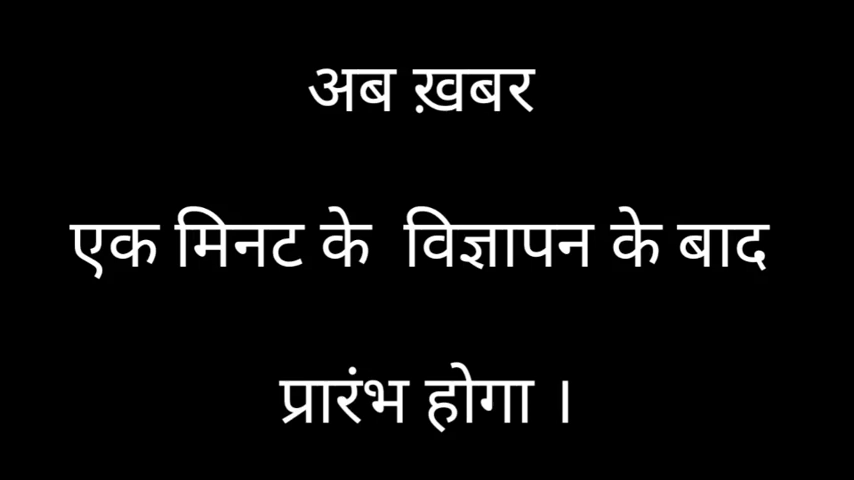 अब ख़बर
एक मिनट के विज्ञापन के बाद
प्रारंभ होगा ।